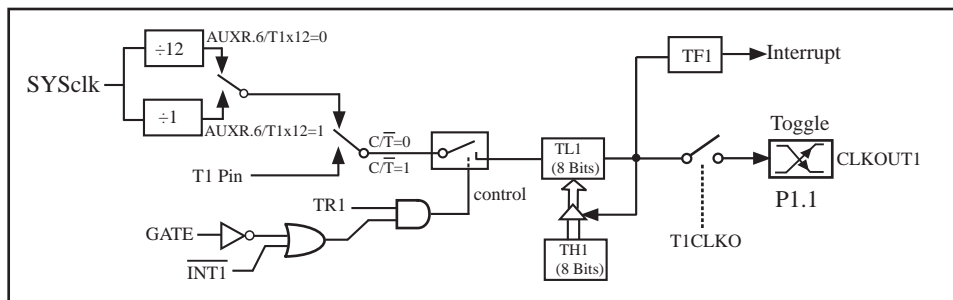 AUXR.6/T1x12=0
÷12
SYSclk
÷1
AUXR.6/T1x12=1
C/T̅=0
C/T̅=1
T1 Pin
TR1
control
GATE
I̅N̅T̅1̅
TL1
(8 Bits)
TH1
(8 Bits)
TF1
Interrupt
Toggle
CLKOUT1
P1.1
T1CLKO